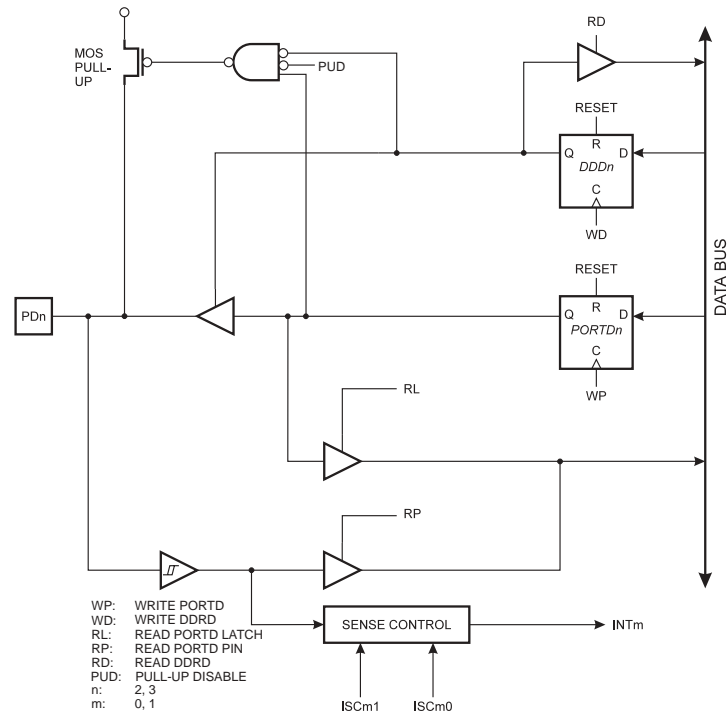 RD
MOS
PULL-
UP
PUD
RESET
R
Q
D
DDDn
C
WD
DATA BUS
RESET
R
PDn
Q
D
PORTDn
C
WP
RL
RP
WP: WRITE PORTD
WD: WRITE DDRD
RL: READ PORTD LATCH
RP: READ PORTD PIN
RD: READ DDRD
PUD: PULL-UP DISABLE
n: 2, 3
m: 0, 1
SENSE CONTROL
INTm
ISCm1
ISCm0